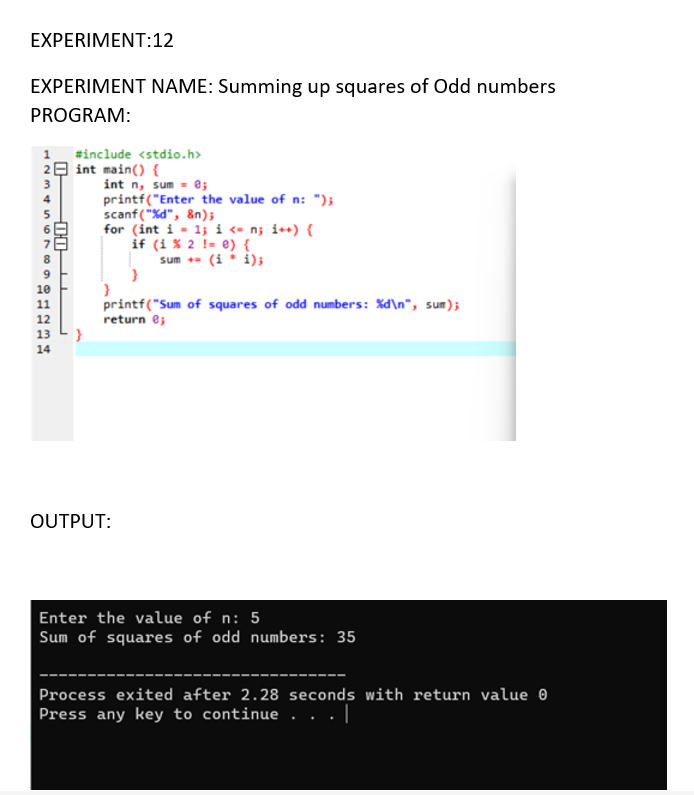 EXPERIMENT:12
EXPERIMENT NAME: Summing up squares of Odd numbers
PROGRAM:
1 #include <stdio.h>
2 int main() {
3 int n, sum = 0;
4 printf("Enter the value of n: ");
5 scanf("%d", &n);
6 for (int i = 1; i <= n; i++) {
7 if (i % 2 != 0) {
8 sum += (i * i);
9 }
10 }
11 printf("Sum of squares of odd numbers: %d\n", sum);
12 return 0;
13 }
14
OUTPUT:
Enter the value of n: 5
Sum of squares of odd numbers: 35
--------------------------------
Process exited after 2.28 seconds with return value 0
Press any key to continue . . .